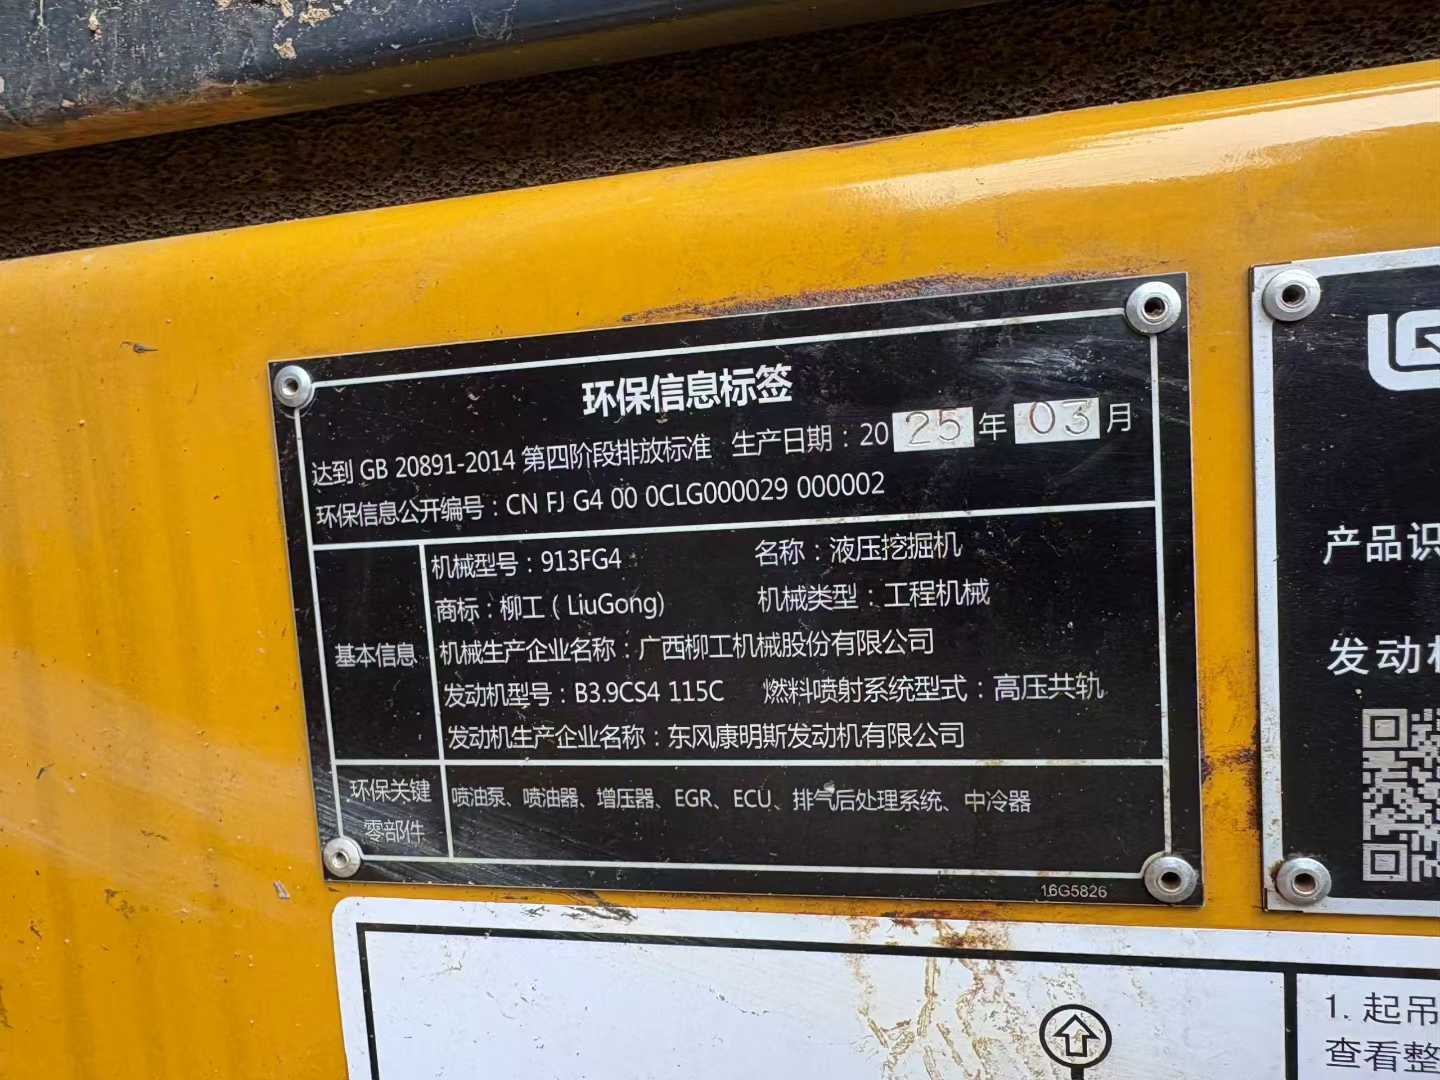 环保信息标签
达到 GB 20891-2014 第四阶段排放标准 生产日期：2025年03月
环保信息公开编号：CN FJ G4 00 0CLG000029 000002
基本信息
机械型号：913FG4 名称：液压挖掘机
商标：柳工（LiuGong) 机械类型：工程机械
机械生产企业名称：广西柳工机械股份有限公司
发动机型号：B3.9CS4 115C 燃料喷射系统型式：高压共轨
发动机生产企业名称：东风康明斯发动机有限公司
环保关键
零部件
喷油泵、喷油器、增压器、EGR、ECU、排气后处理系统、中冷器
16G5826
产品识
发动
1. 起吊
查看整